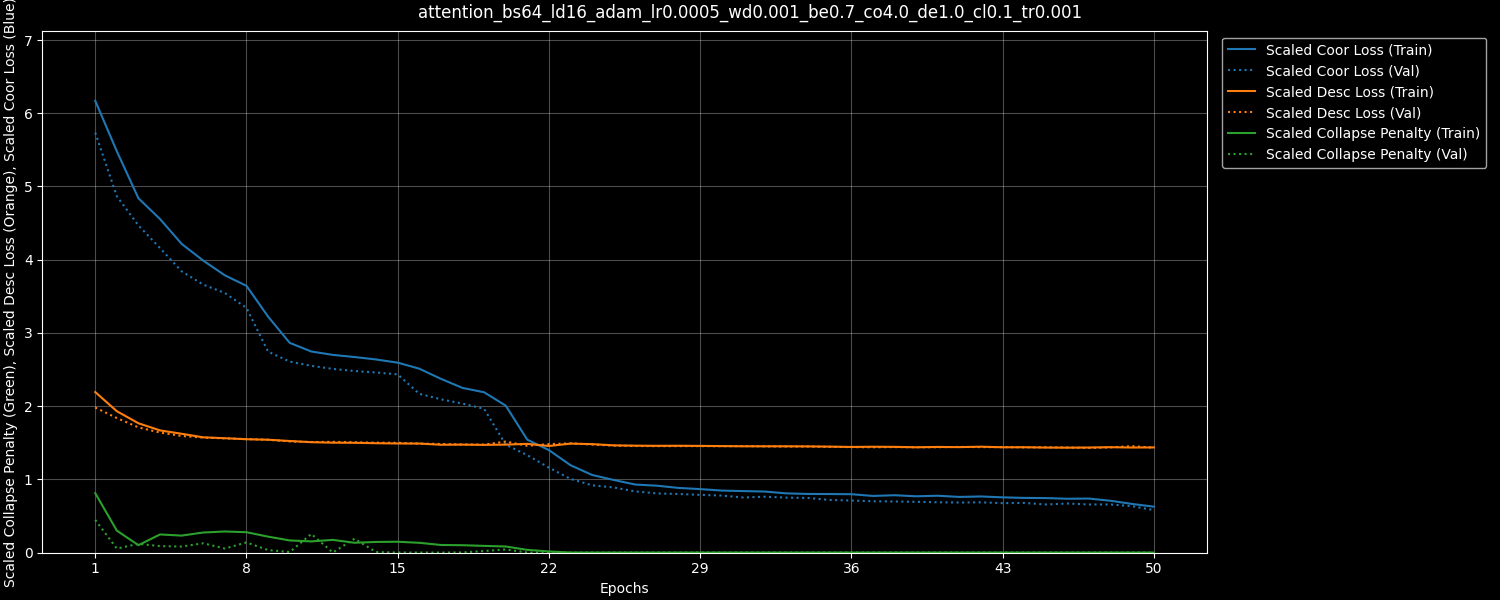 attention_bs64_ld16_adam_lr0.0005_wd0.001_be0.7_co4.0_de1.0_cl0.1_tr0.001
Scaled Collapse Penalty (Green), Scaled Desc Loss (Orange), Scaled Coor Loss (Blue)
7
6
5
4
3
2
1
0
1 8 15 22 29 36 43 50
Epochs
Scaled Coor Loss (Train)
Scaled Coor Loss (Val)
Scaled Desc Loss (Train)
Scaled Desc Loss (Val)
Scaled Collapse Penalty (Train)
Scaled Collapse Penalty (Val)